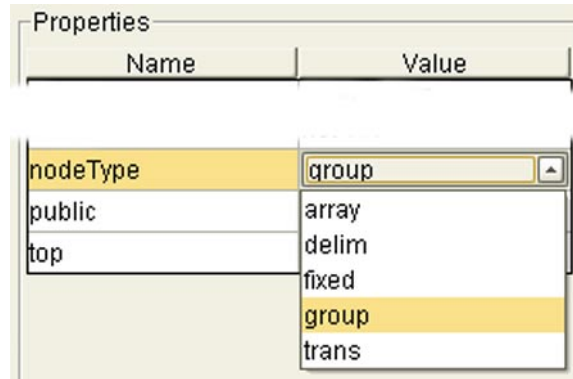 Properties
Name Value
nodeType group
public array
delim
top fixed
group
trans